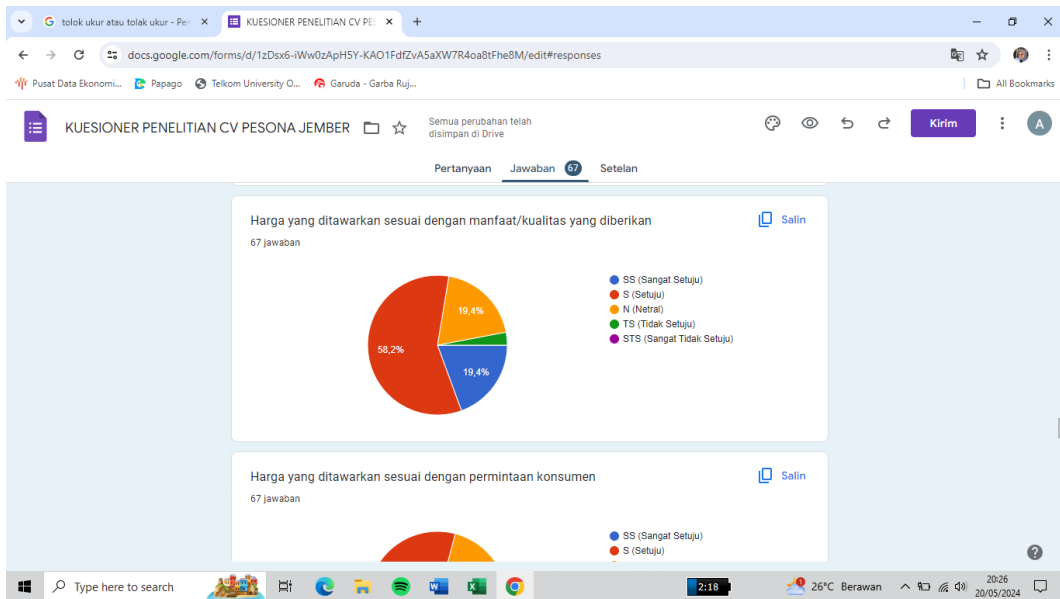 tolok ukur atau tolak ukur - Pen
KUESIONER PENELITIAN CV PES
docs.google.com/forms/d/1zDsx6-iWw0zApH5Y-KAO1FdfZvA5aXW7R4oa8tFhe8M/edit#responses
Pusat Data Ekonomi... Papago Telkom University O... Garuda - Garba Ruj... All Bookmarks
KUESIONER PENELITIAN CV PESONA JEMBER
Semua perubahan telah
disimpan di Drive
Kirim
A
Pertanyaan Jawaban 67 Setelan
Harga yang ditawarkan sesuai dengan manfaat/kualitas yang diberikan
Salin
67 jawaban
19,4%
58,2%
19,4%
SS (Sangat Setuju)
S (Setuju)
N (Netral)
TS (Tidak Setuju)
STS (Sangat Tidak Setuju)
Harga yang ditawarkan sesuai dengan permintaan konsumen
Salin
67 jawaban
SS (Sangat Setuju)
S (Setuju)
Type here to search
2:18
26°C Berawan
20:26
20/05/2024